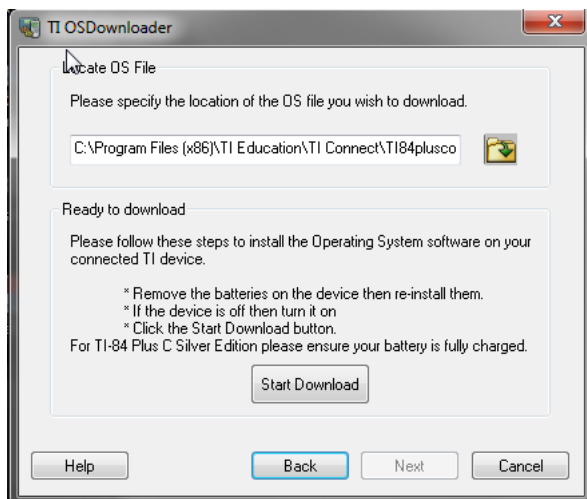 TI OSDownloader
Locate OS File
Please specify the location of the OS file you wish to download.
C:\Program Files (x86)\TI Education\TI Connect\TI84plusco
Ready to download
Please follow these steps to install the Operating System software on your
connected TI device.
* Remove the batteries on the device then re-install them.
* If the device is off then turn it on
* Click the Start Download button.
For TI-84 Plus C Silver Edition please ensure your battery is fully charged.
Start Download
Help
Back
Next
Cancel